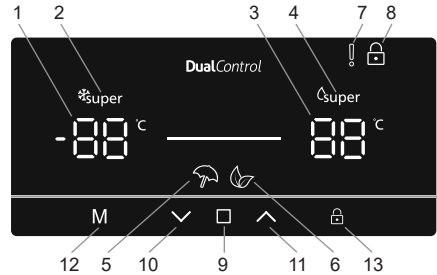 1 2 3 4 7 8
DualControl
super super
-88 °C 88 °C
M
12 5 10 9 11 6 13